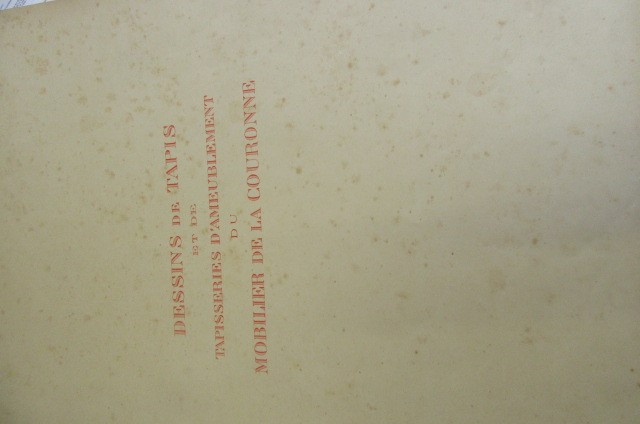 DESSINS DE TAPIS
ET DE
TAPISSERIES D'AMEUBLEMENT
DU
MOBILIER DE LA COURONNE